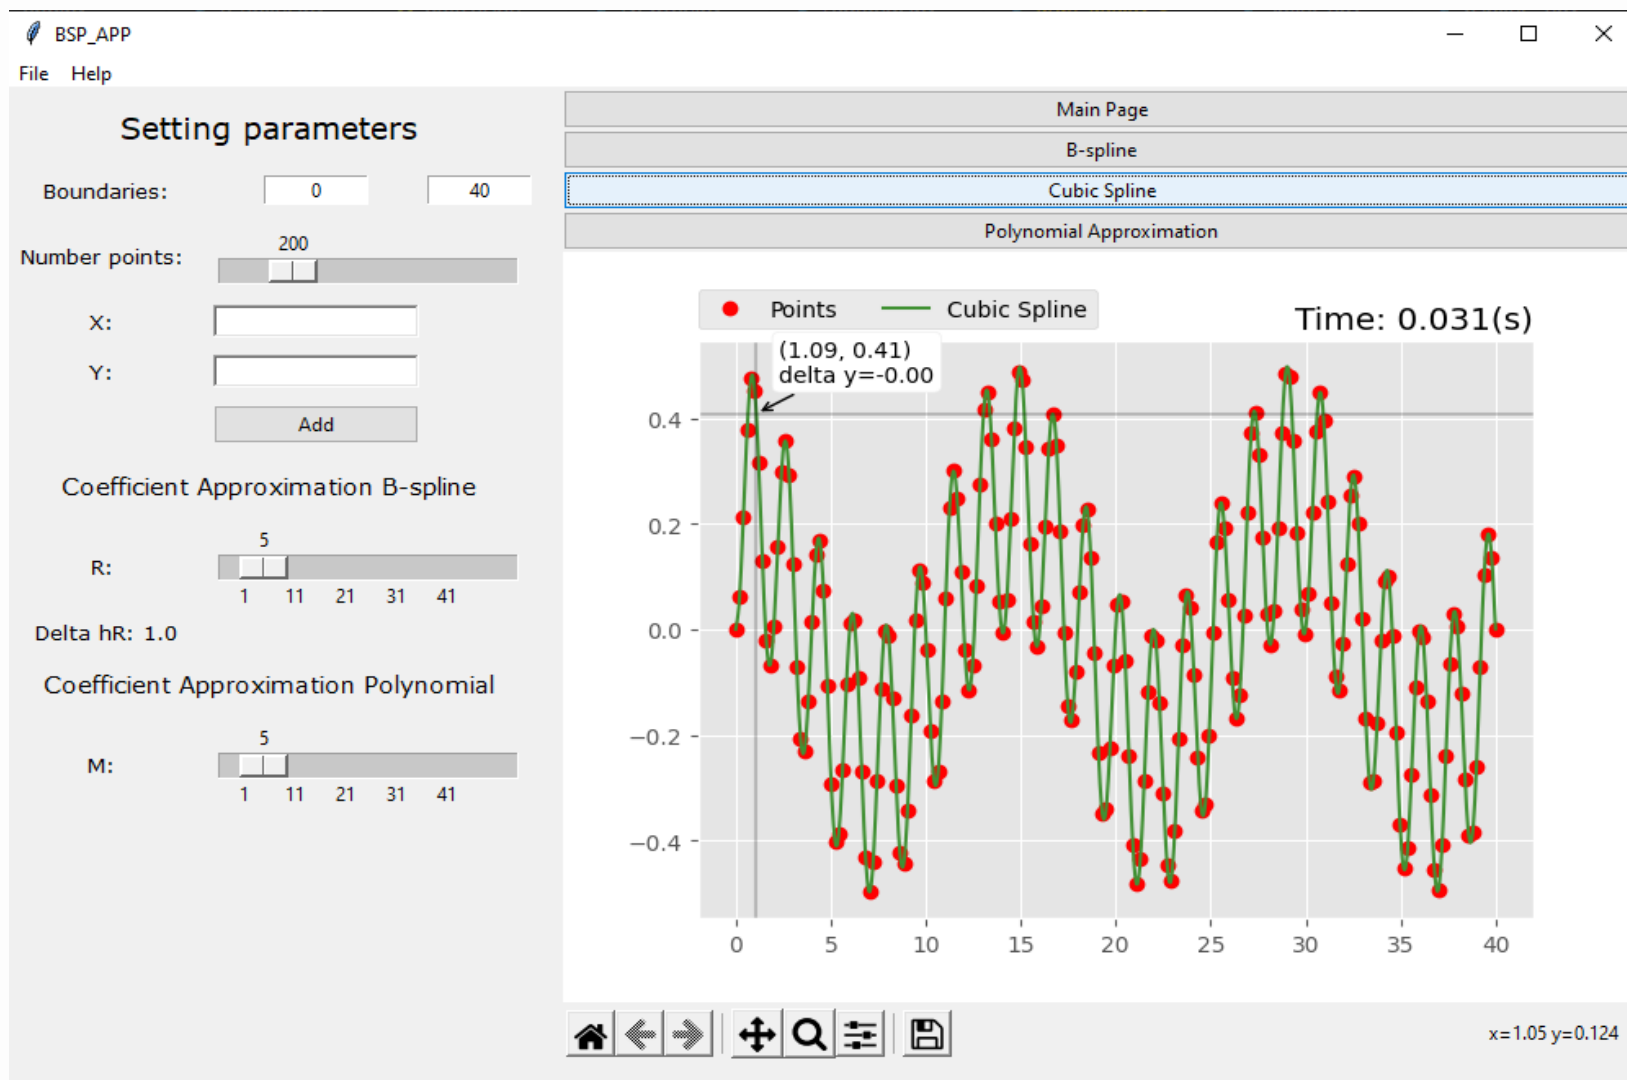 BSP_APP
File Help
Setting parameters
Boundaries: 0 40
Number points: 200
X:
Y:
Add
Coefficient Approximation B-spline
5
R:
1 11 21 31 41
Delta hR: 1.0
Coefficient Approximation Polynomial
5
M:
1 11 21 31 41
Main Page
B-spline
Cubic Spline
Polynomial Approximation
Points Cubic Spline
Time: 0.031(s)
(1.09, 0.41)
delta y=-0.00
0.4
0.2
0.0
−0.2
−0.4
0 5 10 15 20 25 30 35 40
x=1.05 y=0.124